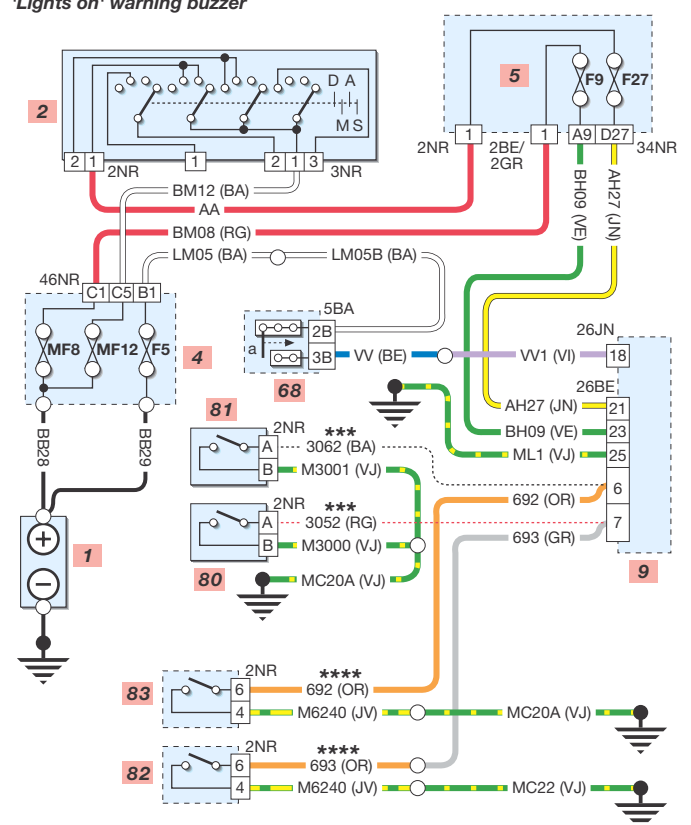 'Lights on' warning buzzer
5
F9 F27
2
D A
M S
2 1 2NR 1 2 1 3 3NR
2NR 1 2BE/
2GR
1 A9 D27 34NR
BM12 (BA)
AA
BM08 (RG)
LM05 (BA) LM05B (BA)
BH09 (VE)
AH27 (JN)
46NR
C1 C5 B1
MF8 MF12 F5
4
5BA
2B
a
3B
68
VV (BE) VV1 (VI)
26JN
18
26BE
AH27 (JN) 21
BH09 (VE) 23
ML1 (VJ) 25
6
7
9
81
2NR
A *** 3062 (BA)
B M3001 (VJ)
2NR
A *** 3052 (RG)
B M3000 (VJ)
80
MC20A (VJ)
692 (OR)
693 (GR)
BB28
BB29
+
1
−
83
2NR
****
6 692 (OR)
4 M6240 (JV) MC20A (VJ)
82
2NR
****
6 693 (OR)
4 M6240 (JV) MC22 (VJ)